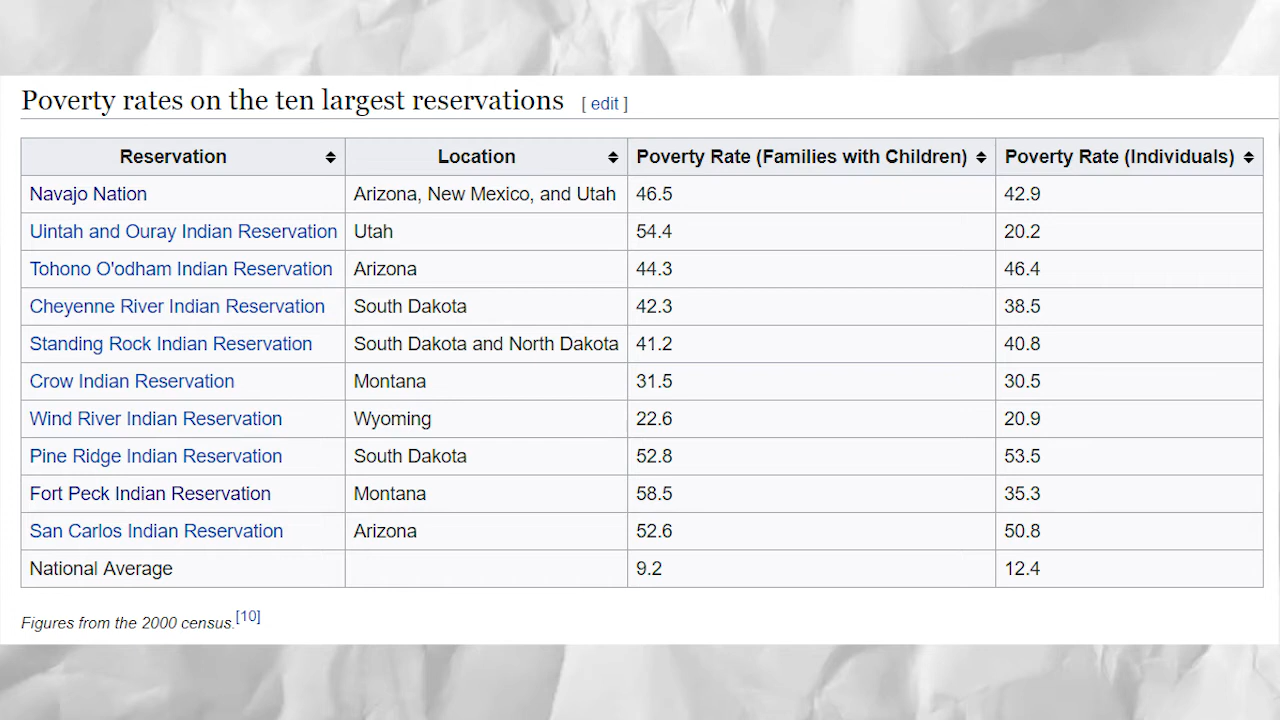 Poverty rates on the ten largest reservations [ edit ]
Reservation Location Poverty Rate (Families with Children) Poverty Rate (Individuals)
Navajo Nation Arizona, New Mexico, and Utah 46.5 42.9
Uintah and Ouray Indian Reservation Utah 54.4 20.2
Tohono O'odham Indian Reservation Arizona 44.3 46.4
Cheyenne River Indian Reservation South Dakota 42.3 38.5
Standing Rock Indian Reservation South Dakota and North Dakota 41.2 40.8
Crow Indian Reservation Montana 31.5 30.5
Wind River Indian Reservation Wyoming 22.6 20.9
Pine Ridge Indian Reservation South Dakota 52.8 53.5
Fort Peck Indian Reservation Montana 58.5 35.3
San Carlos Indian Reservation Arizona 52.6 50.8
National Average 9.2 12.4
Figures from the 2000 census.[10]